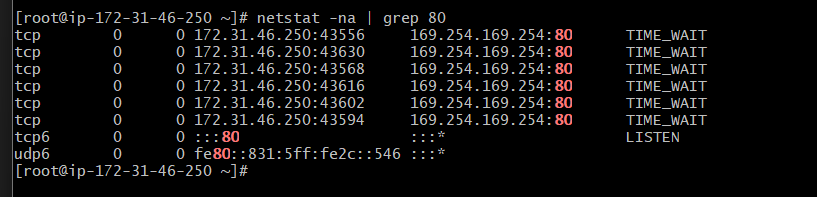 [root@ip-172-31-46-250 ~]# netstat -na | grep 80
tcp        0      0 172.31.46.250:43556     169.254.169.254:80      TIME_WAIT
tcp        0      0 172.31.46.250:43630     169.254.169.254:80      TIME_WAIT
tcp        0      0 172.31.46.250:43568     169.254.169.254:80      TIME_WAIT
tcp        0      0 172.31.46.250:43616     169.254.169.254:80      TIME_WAIT
tcp        0      0 172.31.46.250:43602     169.254.169.254:80      TIME_WAIT
tcp        0      0 172.31.46.250:43594     169.254.169.254:80      TIME_WAIT
tcp6       0      0 :::80                   :::*                    LISTEN
udp6       0      0 fe80::831:5ff:fe2c::546 :::*
[root@ip-172-31-46-250 ~]#